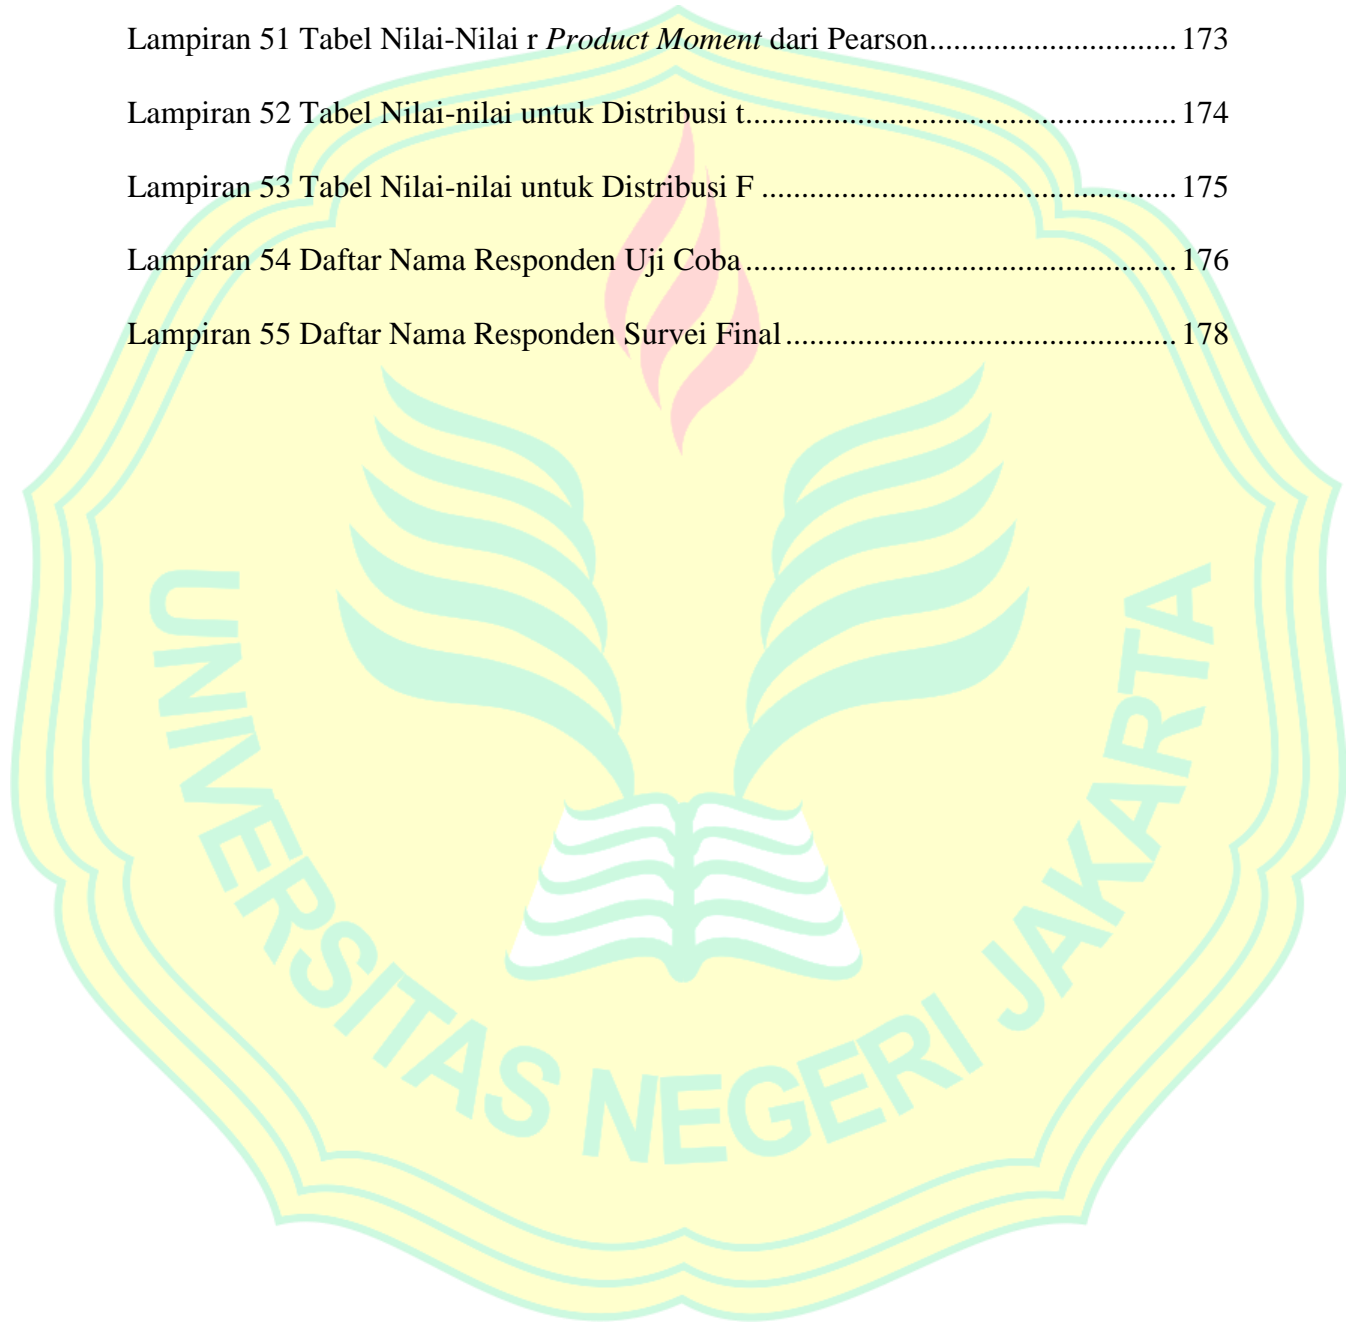 Lampiran 51 Tabel Nilai-Nilai r Product Moment dari Pearson............................... 173
Lampiran 52 Tabel Nilai-nilai untuk Distribusi t...................................................... 174
Lampiran 53 Tabel Nilai-nilai untuk Distribusi F .................................................... 175
Lampiran 54 Daftar Nama Responden Uji Coba ...................................................... 176
Lampiran 55 Daftar Nama Responden Survei Final ................................................. 178
UNIVERSITAS NEGERI JAKARTA